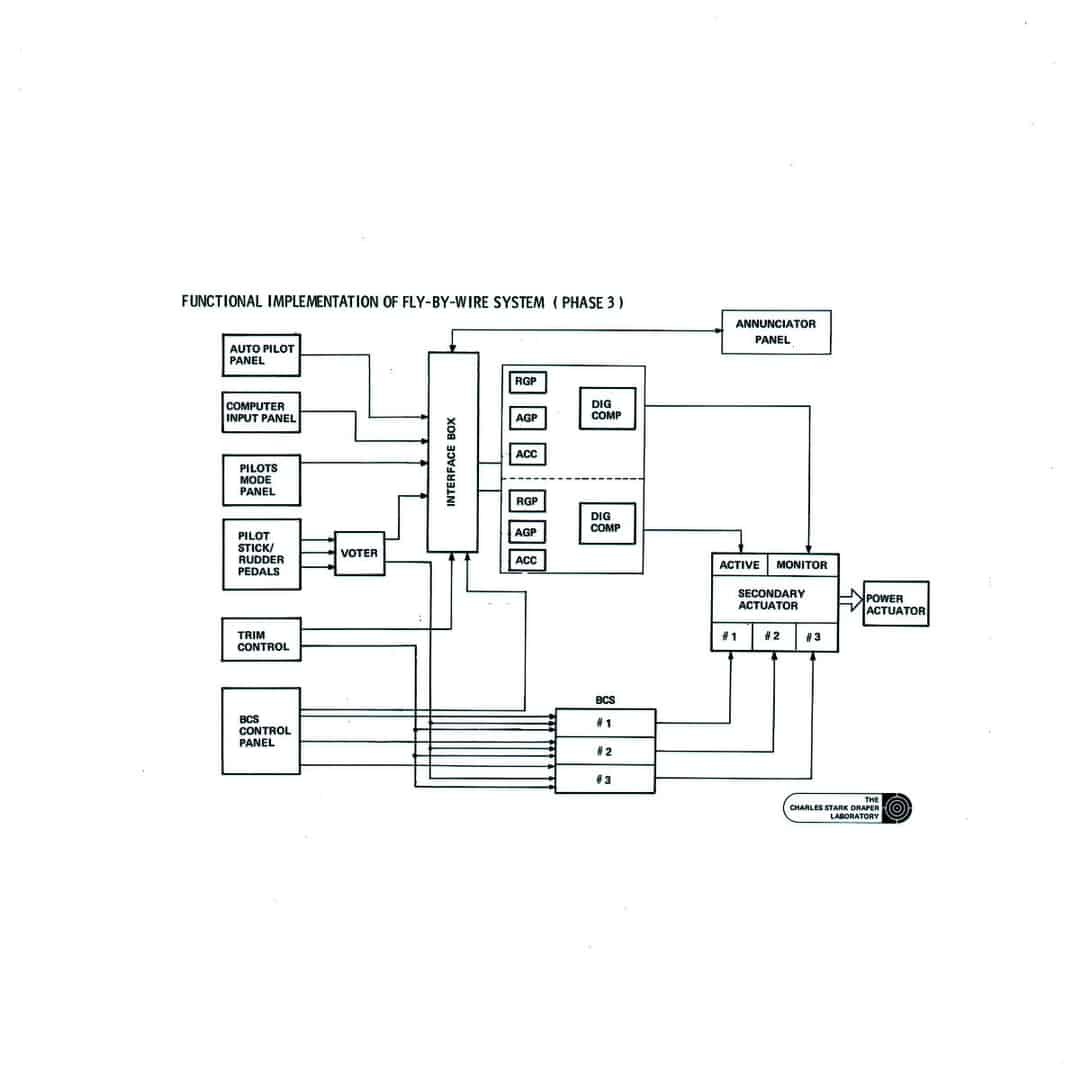 FUNCTIONAL IMPLEMENTATION OF FLY-BY-WIRE SYSTEM ( PHASE 3 )
ANNUNCIATOR
PANEL
AUTO PILOT
PANEL
COMPUTER
INPUT PANEL
PILOTS
MODE
PANEL
PILOT
STICK/
RUDDER
PEDALS
VOTER
TRIM
CONTROL
BCS
CONTROL
PANEL
INTERFACE BOX
RGP
AGP
ACC
DIG
COMP
RGP
AGP
ACC
DIG
COMP
ACTIVE
MONITOR
SECONDARY
ACTUATOR
#1
#2
#3
POWER
ACTUATOR
BCS
#1
#2
#3
THE
CHARLES STARK DRAPER
LABORATORY